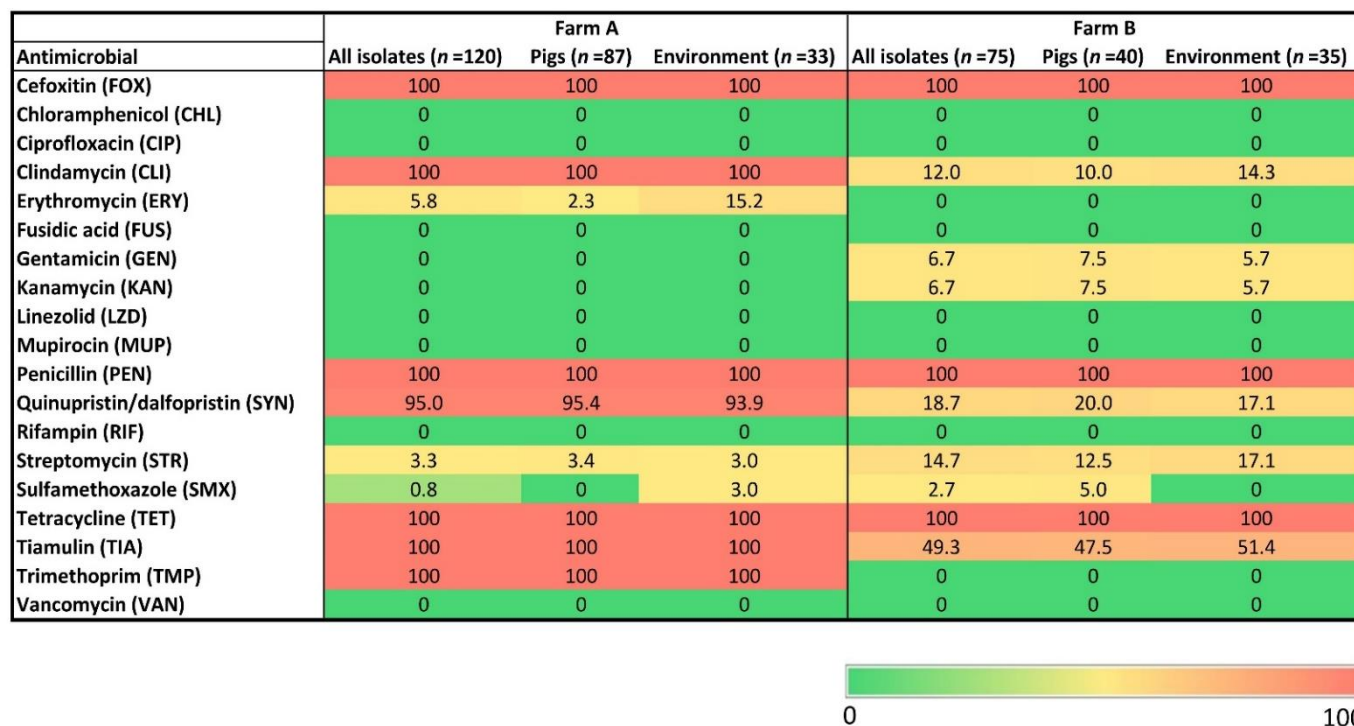 Farm A Farm B
Antimicrobial All isolates (n =120) Pigs (n =87) Environment (n =33) All isolates (n =75) Pigs (n =40) Environment (n =35)
Cefoxitin (FOX) 100 100 100 100 100 100
Chloramphenicol (CHL) 0 0 0 0 0 0
Ciprofloxacin (CIP) 0 0 0 0 0 0
Clindamycin (CLI) 100 100 100 12.0 10.0 14.3
Erythromycin (ERY) 5.8 2.3 15.2 0 0 0
Fusidic acid (FUS) 0 0 0 0 0 0
Gentamicin (GEN) 0 0 0 6.7 7.5 5.7
Kanamycin (KAN) 0 0 0 6.7 7.5 5.7
Linezolid (LZD) 0 0 0 0 0 0
Mupirocin (MUP) 0 0 0 0 0 0
Penicillin (PEN) 100 100 100 100 100 100
Quinupristin/dalfopristin (SYN) 95.0 95.4 93.9 18.7 20.0 17.1
Rifampin (RIF) 0 0 0 0 0 0
Streptomycin (STR) 3.3 3.4 3.0 14.7 12.5 17.1
Sulfamethoxazole (SMX) 0.8 0 3.0 2.7 5.0 0
Tetracycline (TET) 100 100 100 100 100 100
Tiamulin (TIA) 100 100 100 49.3 47.5 51.4
Trimethoprim (TMP) 100 100 100 0 0 0
Vancomycin (VAN) 0 0 0 0 0 0
0 100